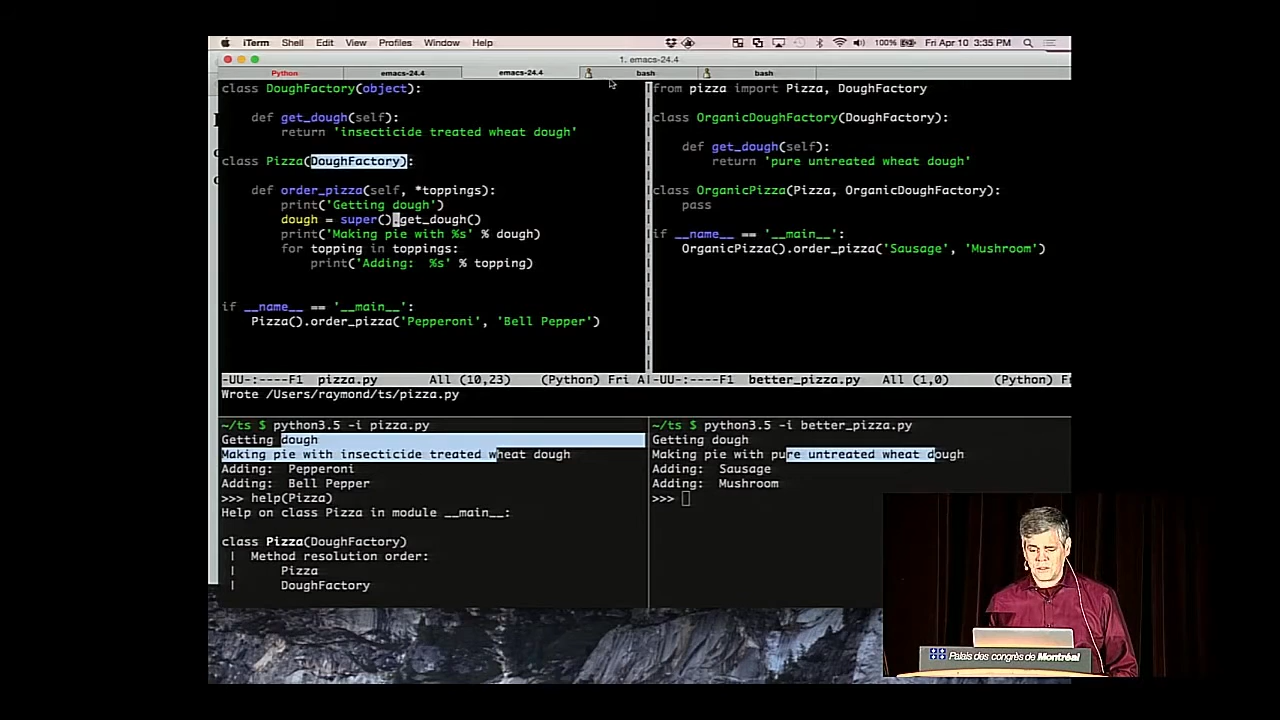 iTerm Shell Edit View Profiles Window Help 100% Fri Apr 10 3:35 PM
1. emacs-24.4
Python emacs-24.4 emacs-24.4 bash bash
class DoughFactory(object):
def get_dough(self):
return 'insecticide treated wheat dough'
class Pizza(DoughFactory):
def order_pizza(self, *toppings):
print('Getting dough')
dough = super().get_dough()
print('Making pie with %s' % dough)
for topping in toppings:
print('Adding:  %s' % topping)
if __name__ == '__main__':
Pizza().order_pizza('Pepperoni', 'Bell Pepper')
-UU-:----F1  pizza.py      All (10,23)    (Python) Fri A
Wrote /Users/raymond/ts/pizza.py
from pizza import Pizza, DoughFactory
class OrganicDoughFactory(DoughFactory):
def get_dough(self):
return 'pure untreated wheat dough'
class OrganicPizza(Pizza, OrganicDoughFactory):
pass
if __name__ == '__main__':
OrganicPizza().order_pizza('Sausage', 'Mushroom')
-UU-:----F1  better_pizza.py   All (1,0)      (Python) F
~/ts $ python3.5 -i pizza.py
Getting dough
Making pie with insecticide treated wheat dough
Adding:  Pepperoni
Adding:  Bell Pepper
>>> help(Pizza)
Help on class Pizza in module __main__:
class Pizza(DoughFactory)
|  Method resolution order:
|      Pizza
|      DoughFactory
~/ts $ python3.5 -i better_pizza.py
Getting dough
Making pie with pure untreated wheat dough
Adding:  Sausage
Adding:  Mushroom
>>>
Palais des congrès de Montréal